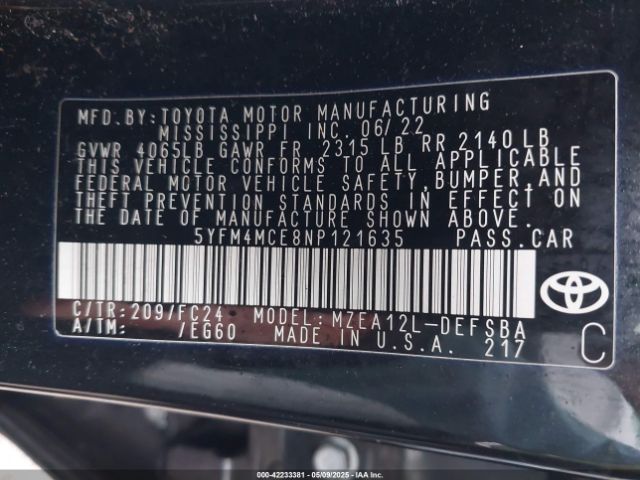 MFD.BY:TOYOTA MOTOR MANUFACTURING
MISSISSIPPI INC. 06/22
GVWR 4065LB GAWR FR 2315 LB RR 2140 LB
THIS VEHICLE CONFORMS TO ALL APPLICABLE
FEDERAL MOTOR VEHICLE SAFETY,BUMPER,AND
THEFT PREVENTION STANDARDS IN EFFECT ON
THE DATE OF MANUFACTURE SHOWN ABOVE.
5YFM4MCE8NP121635 PASS.CAR
C/TR:209/FC24 MODEL:MZEA12L-DEFSBA
A/TM: /EG60 MADE IN U.S.A. 217
C
000-42233381 | 05/09/2025 - IAA Inc.